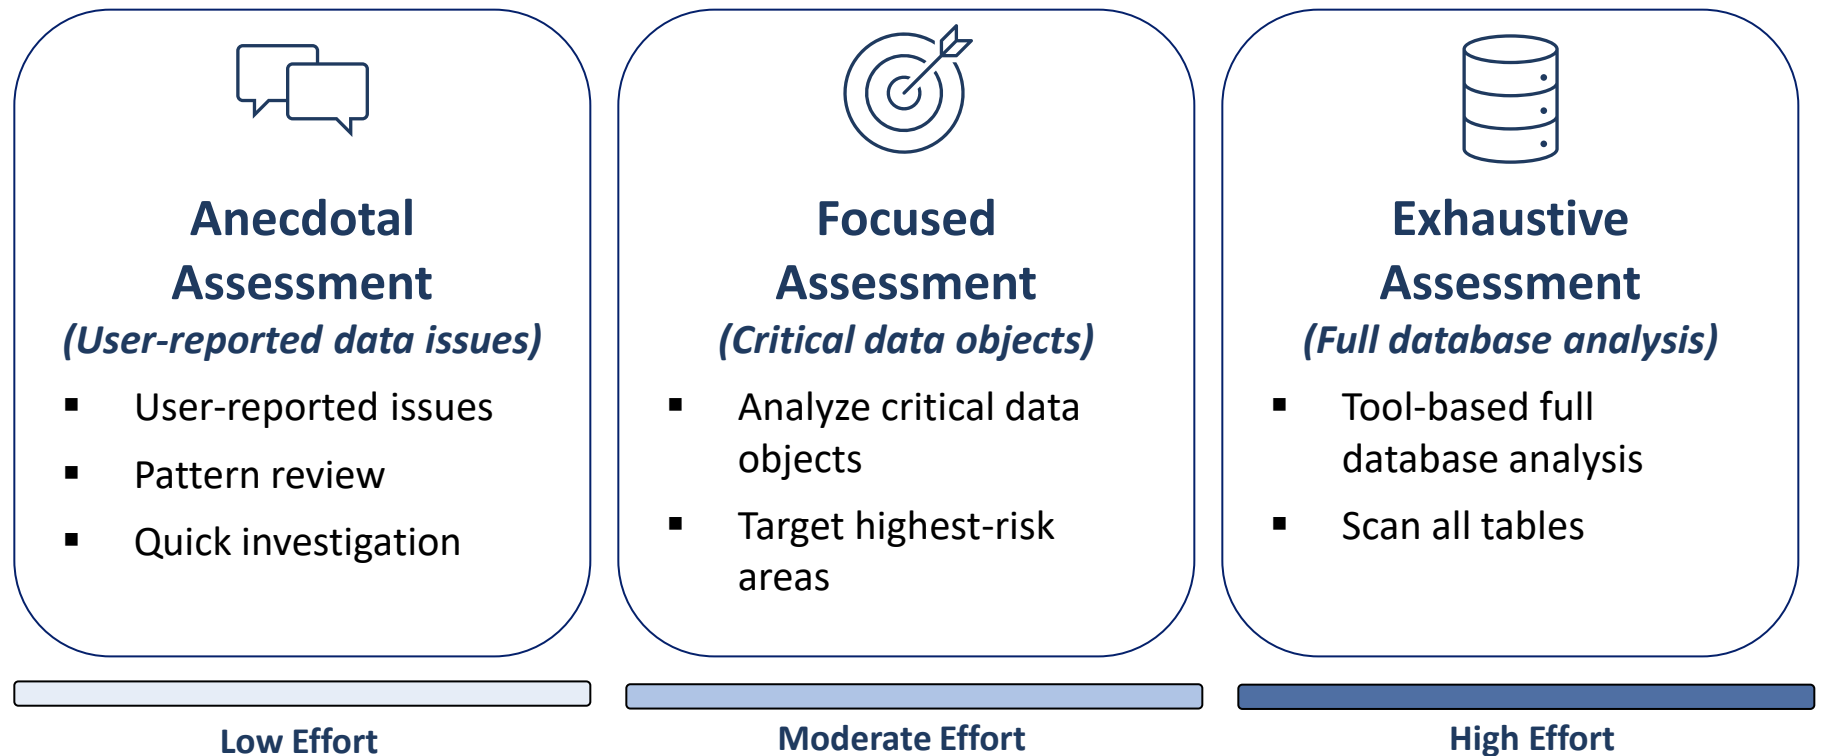 Anecdotal
Assessment
(User-reported data issues)
▪ User-reported issues
▪ Pattern review
▪ Quick investigation
Low Effort
Focused
Assessment
(Critical data objects)
▪ Analyze critical data
objects
▪ Target highest-risk
areas
Moderate Effort
Exhaustive
Assessment
(Full database analysis)
▪ Tool-based full
database analysis
▪ Scan all tables
High Effort